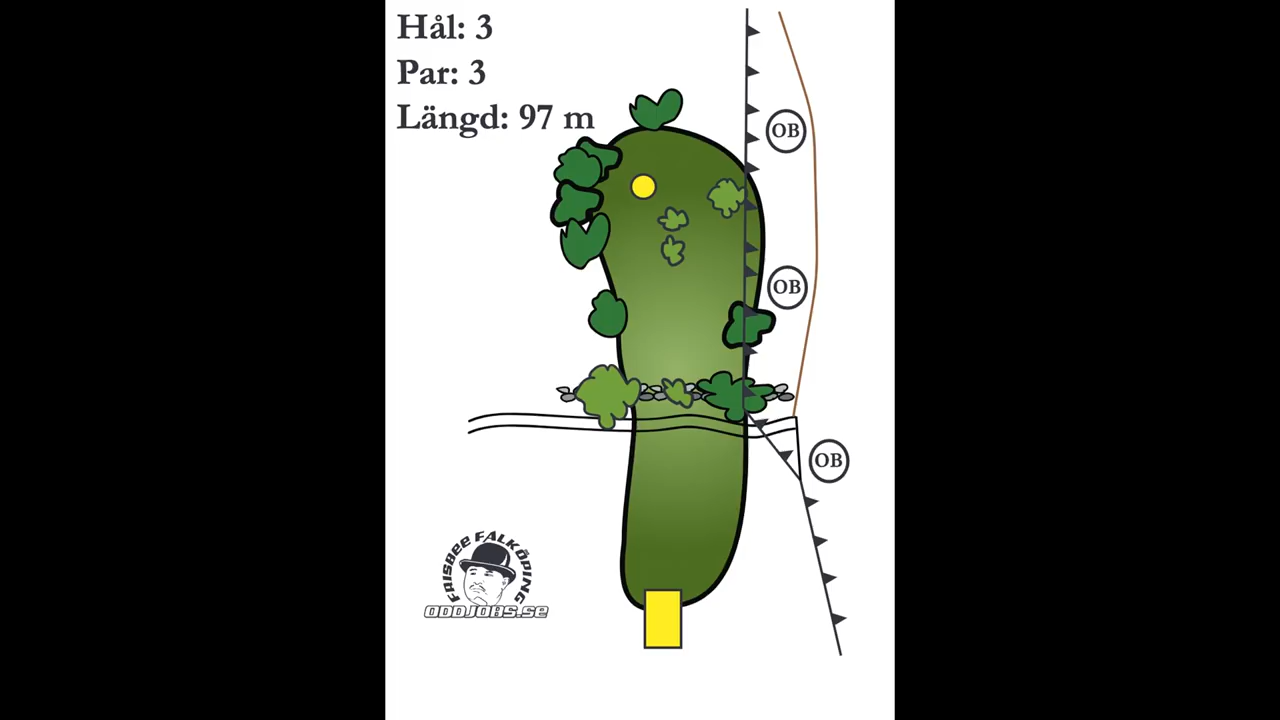 Hål: 3
Par: 3
Längd: 97 m
OB
OB
OB
FRISBEE FALKÖPING
ODDJOBS.SE